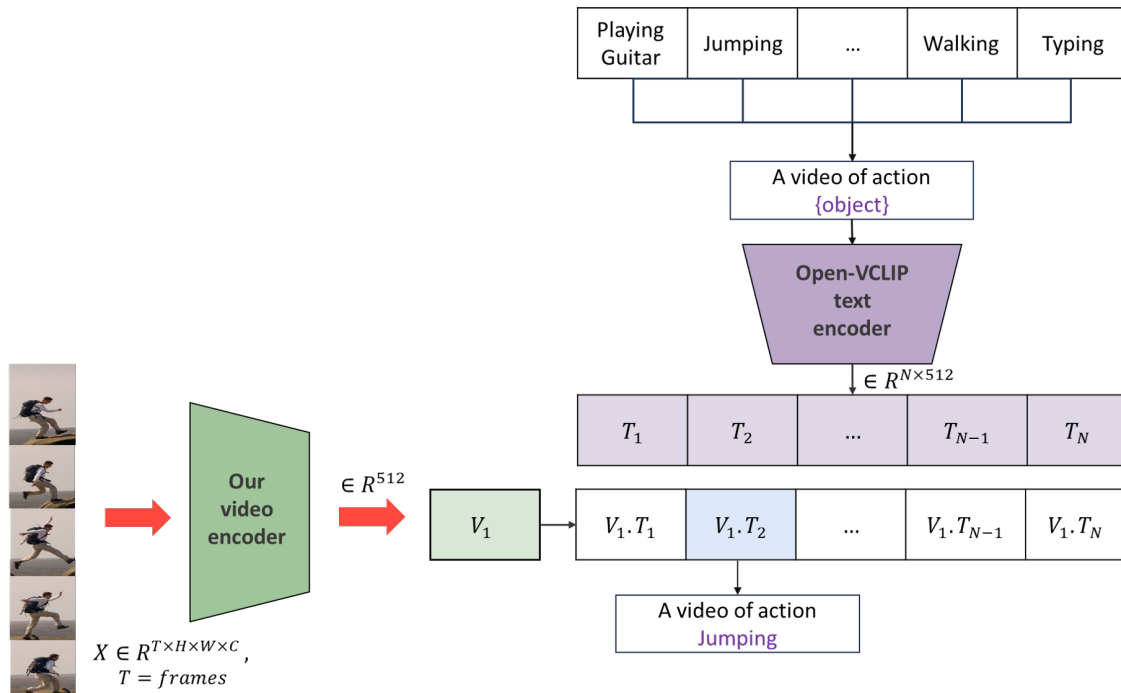 Playing
Guitar
Jumping
...
Walking
Typing
A video of action
{object}
Open-VCLIP
text
encoder
∈ R^{N×512}
T_1
T_2
...
T_{N−1}
T_N
Our
video
encoder
∈ R^{512}
V_1
V_1.T_1
V_1.T_2
...
V_1.T_{N−1}
V_1.T_N
A video of action
Jumping
X ∈ R^{T×H×W×C} ,
T = frames